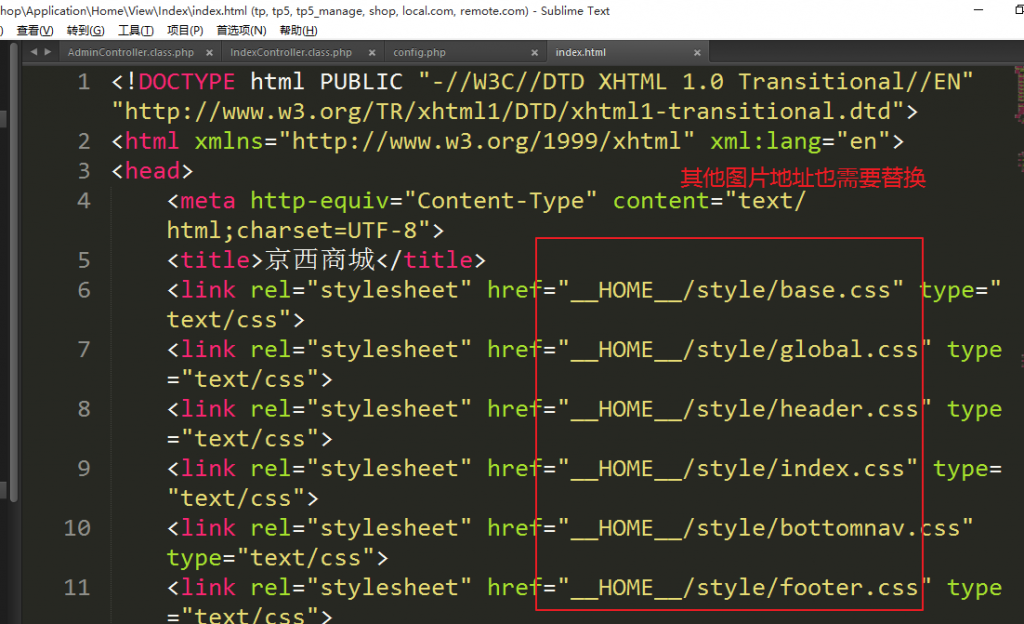 hop\Application\Home\View\Index\index.html (tp, tp5, tp5_manage, shop, local.com, remote.com) - Sublime Text
) 查看(V) 转到(G) 工具(T) 项目(P) 首选项(N) 帮助(H)
AdminController.class.php × IndexController.class.php × config.php × index.html ×
1 <!DOCTYPE html PUBLIC "-//W3C//DTD XHTML 1.0 Transitional//EN"
"http://www.w3.org/TR/xhtml1/DTD/xhtml1-transitional.dtd">
2 <html xmlns="http://www.w3.org/1999/xhtml" xml:lang="en">
3 <head>
其他图片地址也需要替换
4 <meta http-equiv="Content-Type" content="text/
html;charset=UTF-8">
5 <title>京西商城</title>
6 <link rel="stylesheet" href="__HOME__/style/base.css" type="
text/css">
7 <link rel="stylesheet" href="__HOME__/style/global.css" type
="text/css">
8 <link rel="stylesheet" href="__HOME__/style/header.css" type
="text/css">
9 <link rel="stylesheet" href="__HOME__/style/index.css" type=
"text/css">
10 <link rel="stylesheet" href="__HOME__/style/bottomnav.css"
type="text/css">
11 <link rel="stylesheet" href="__HOME__/style/footer.css" type
="text/css">